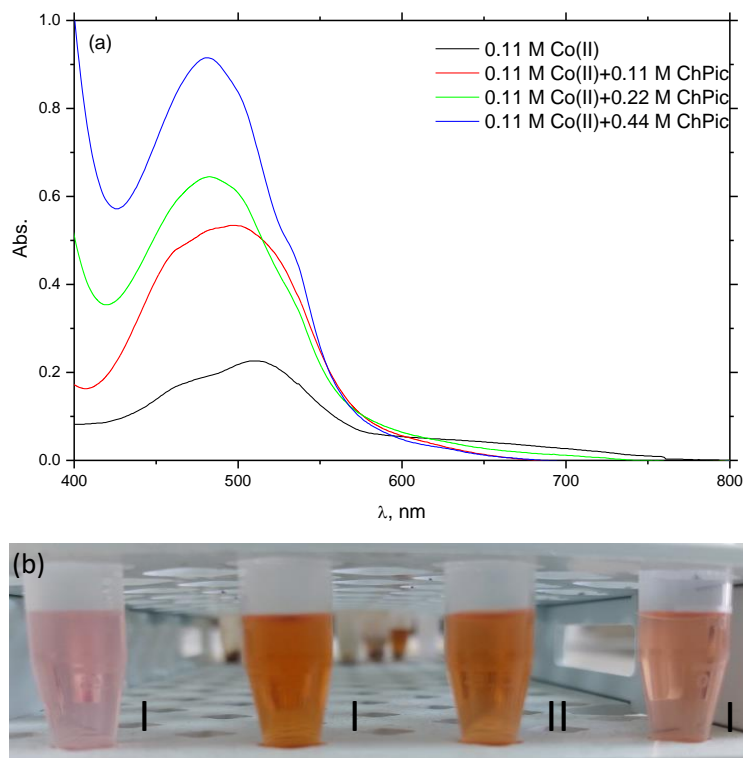 (a)
0.11 M Co(II)
0.11 M Co(II)+0.11 M ChPic
0.11 M Co(II)+0.22 M ChPic
0.11 M Co(II)+0.44 M ChPic
1.0
0.8
0.6
0.4
0.2
0.0
Abs.
400 500 600 700 800
λ, nm
(b)
I I II I